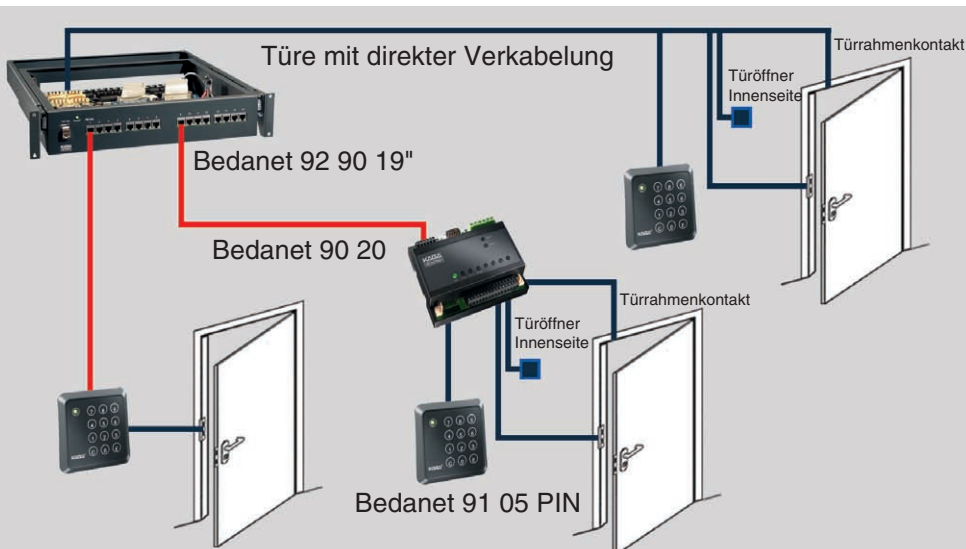 Türe mit direkter Verkabelung
Türrahmenkontakt
Türöffner
Innenseite
Bedanet 92 90 19"
Bedanet 90 20
KABA
Türrahmenkontakt
Türöffner
Innenseite
Bedanet 91 05 PIN